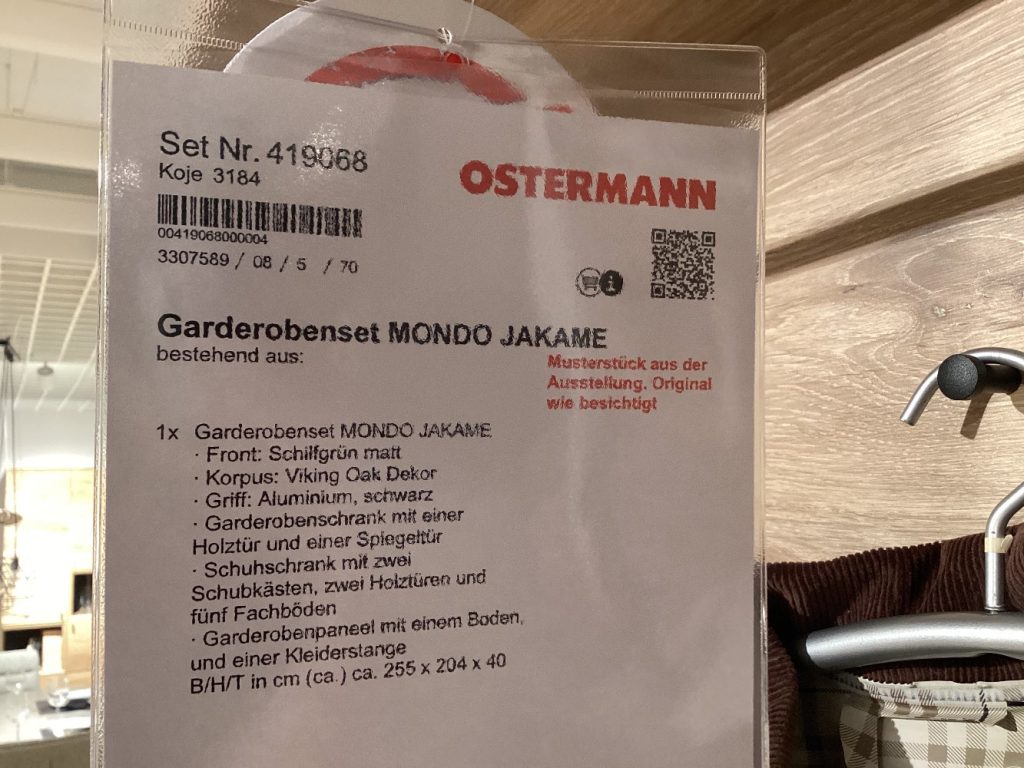 Set Nr. 419068
Koje 3184
OSTERMANN
00419068000004
3307589 / 08 / 5 / 70
Garderobenset MONDO JAKAME
bestehend aus:
Musterstück aus der
Ausstellung. Original
wie besichtigt
1x Garderobenset MONDO JAKAME
· Front: Schilfgrün matt
· Korpus: Viking Oak Dekor
· Griff: Aluminium, schwarz
· Garderobenschrank mit einer
Holztür und einer Spiegeltür
· Schuhschrank mit zwei
Schubkästen, zwei Holztüren und
fünf Fachböden
· Garderobenpaneel mit einem Boden,
und einer Kleiderstange
B/H/T in cm (ca.) ca. 255 x 204 x 40